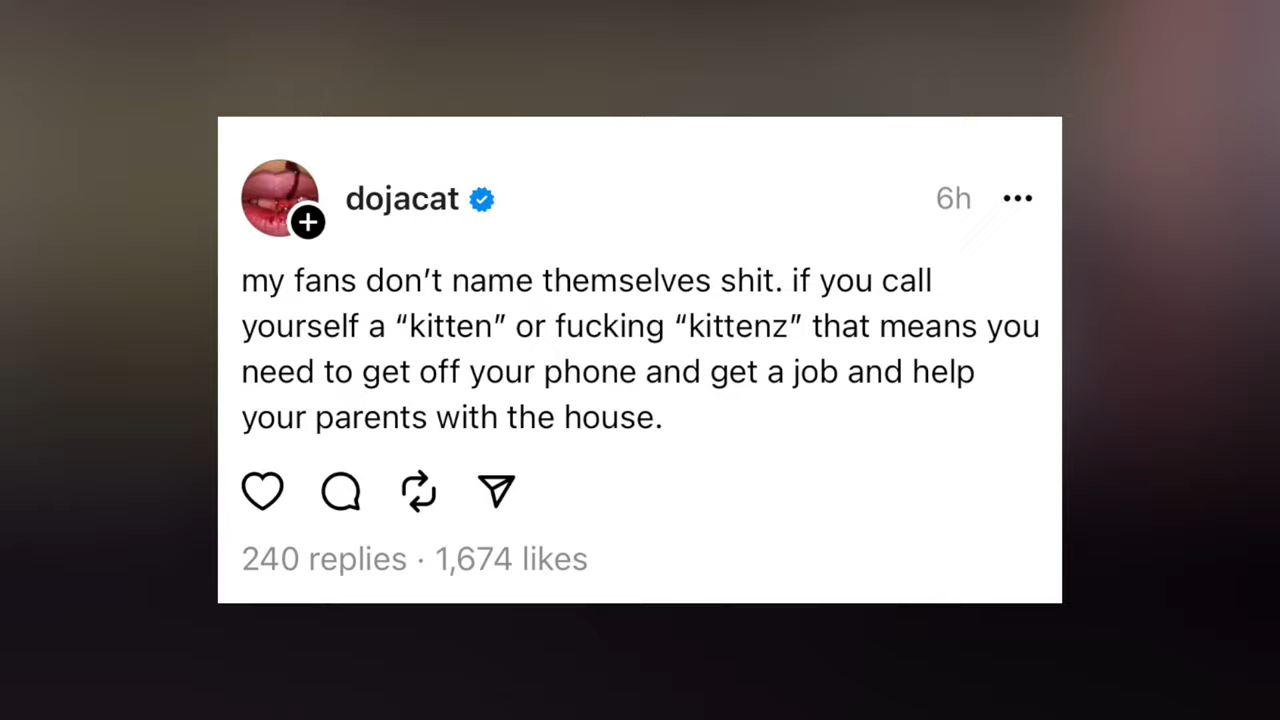 dojacat
6h
my fans don’t name themselves shit. if you call
yourself a “kitten” or fucking “kittenz” that means you
need to get off your phone and get a job and help
your parents with the house.
240 replies · 1,674 likes